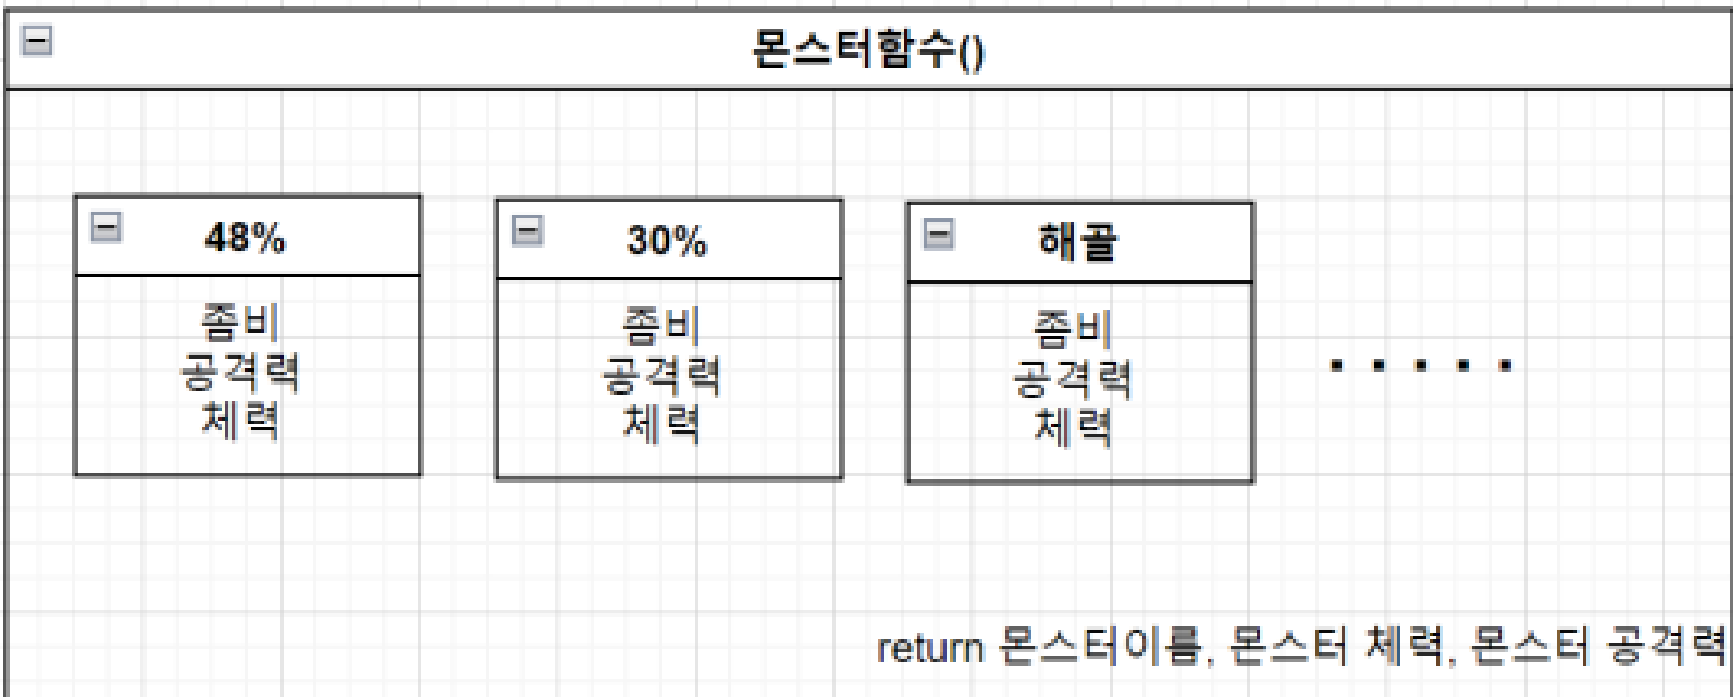 몬스터함수()
48%
좀비
공격력
체력
30%
좀비
공격력
체력
해골
좀비
공격력
체력
. . . . .
return 몬스터이름, 몬스터 체력, 몬스터 공격력